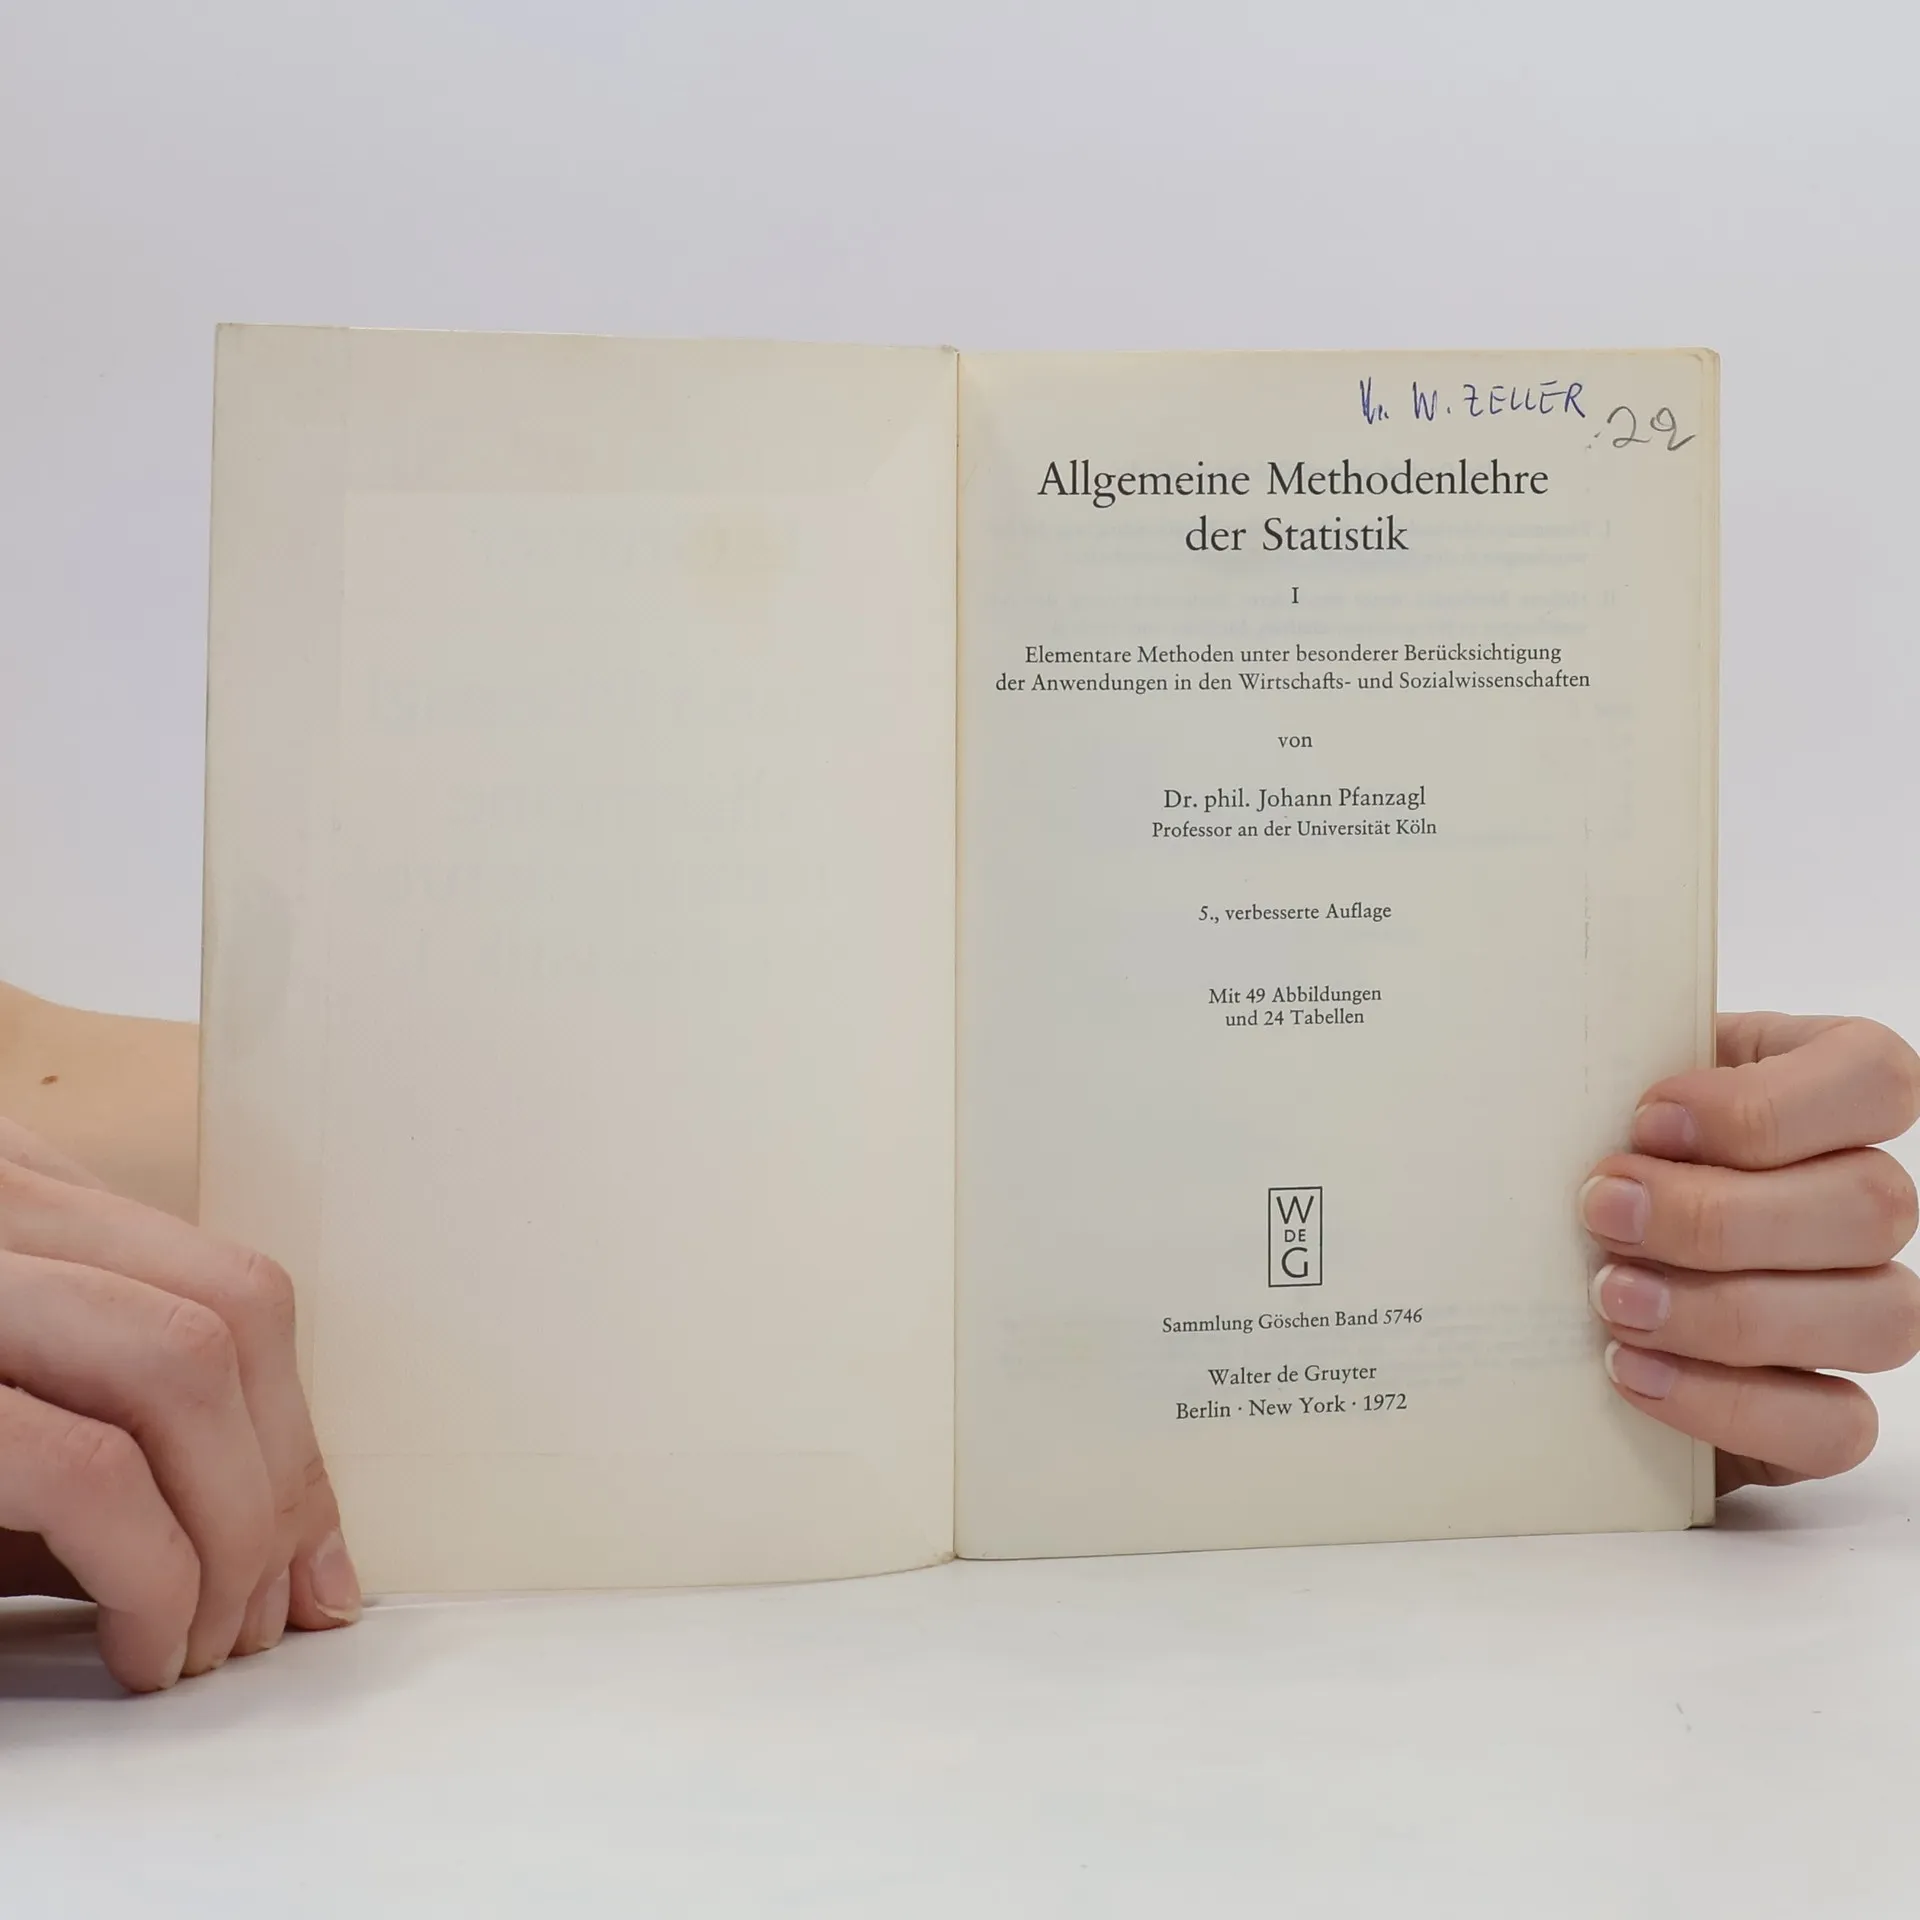 W. ZELLER
29
Allgemeine Methodenlehre
der Statistik
I
Elementare Methoden unter besonderer Berücksichtigung
der Anwendungen in den Wirtschafts- und Sozialwissenschaften
von
Dr. phil. Johann Pfanzagl
Professor an der Universität Köln
5., verbesserte Auflage
Mit 49 Abbildungen
und 24 Tabellen
W
DE
G
Sammlung Göschen Band 5746
Walter de Gruyter
Berlin · New York · 1972